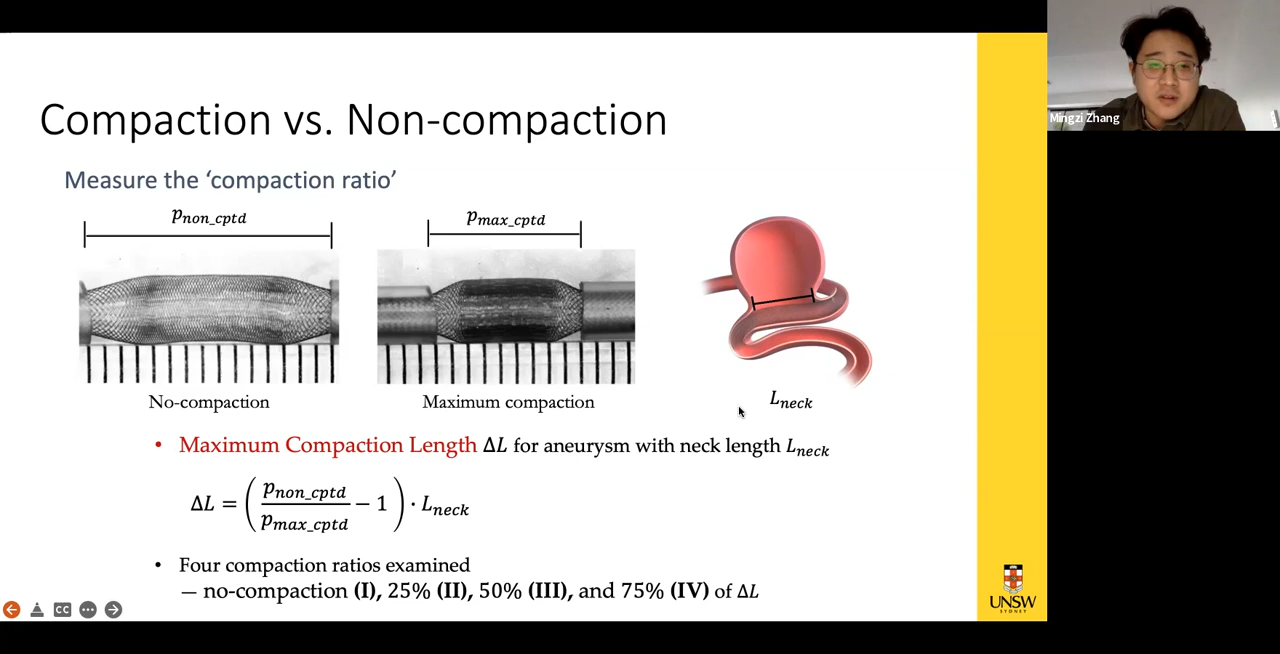 Mingzi Zhang
Compaction vs. Non-compaction
Measure the ‘compaction ratio’
p_non_cptd
p_max_cptd
No-compaction
Maximum compaction
L_neck
• Maximum Compaction Length ΔL for aneurysm with neck length L_neck
ΔL = ( p_non_cptd / p_max_cptd − 1 ) · L_neck
• Four compaction ratios examined
— no-compaction (I), 25% (II), 50% (III), and 75% (IV) of ΔL
CC
UNSW
SYDNEY